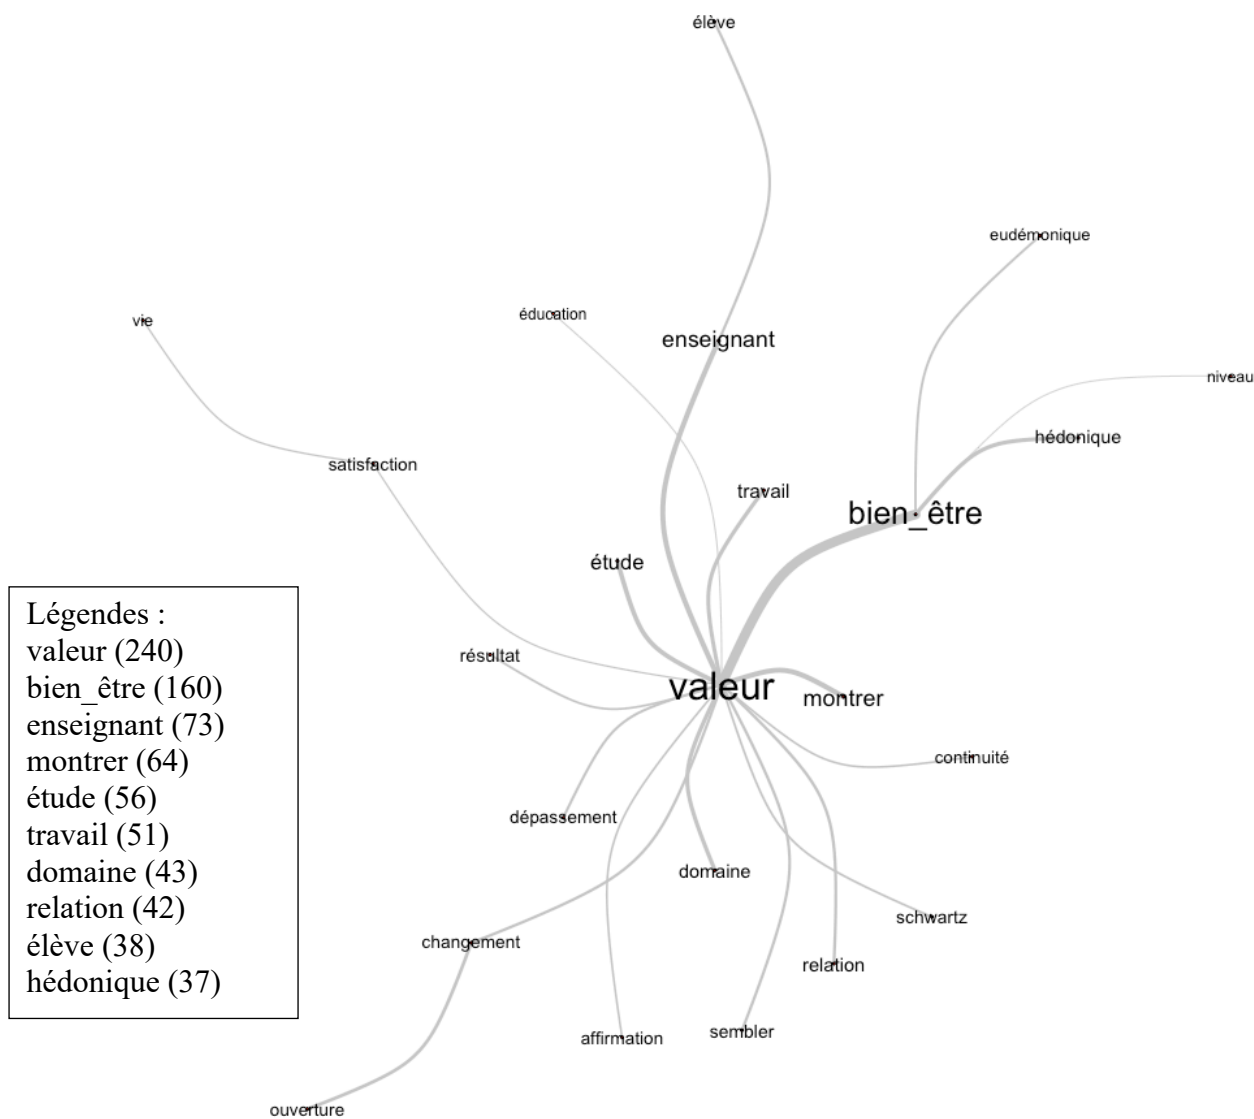 élève
eudémonique
éducation
vie
enseignant
niveau
hédonique
satisfaction
travail
bien_être
étude
résultat
valeur
montrer
continuité
dépassement
domaine
schwartz
changement
relation
sembler
affirmation
ouverture
Légendes :
valeur (240)
bien_être (160)
enseignant (73)
montrer (64)
étude (56)
travail (51)
domaine (43)
relation (42)
élève (38)
hédonique (37)